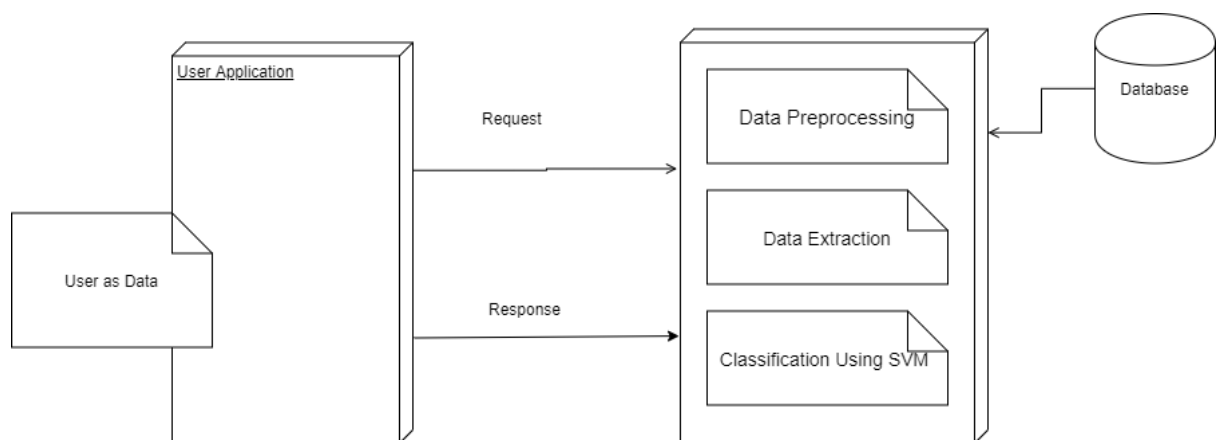 User Application
User as Data
Request
Response
Data Preprocessing
Data Extraction
Classification Using SVM
Database